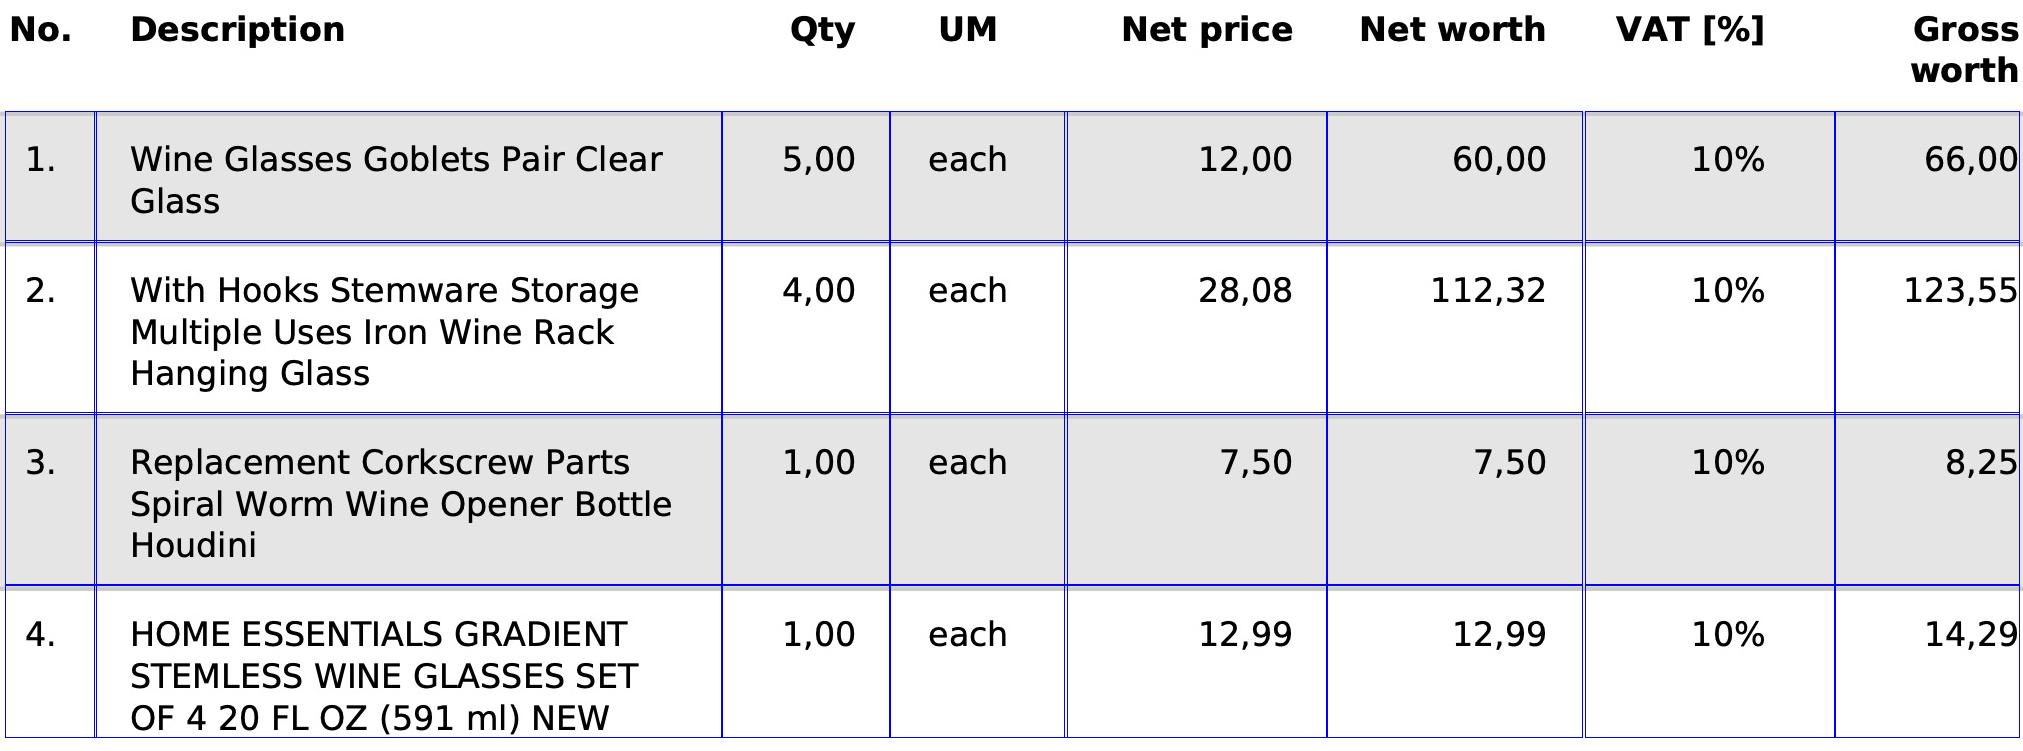 No. Description Qty UM Net price Net worth VAT [%] Gross
worth
1. Wine Glasses Goblets Pair Clear 5,00 each 12,00 60,00 10% 66,00
Glass
2. With Hooks Stemware Storage 4,00 each 28,08 112,32 10% 123,55
Multiple Uses Iron Wine Rack
Hanging Glass
3. Replacement Corkscrew Parts 1,00 each 7,50 7,50 10% 8,25
Spiral Worm Wine Opener Bottle
Houdini
4. HOME ESSENTIALS GRADIENT 1,00 each 12,99 12,99 10% 14,29
STEMLESS WINE GLASSES SET
OF 4 20 FL OZ (591 ml) NEW